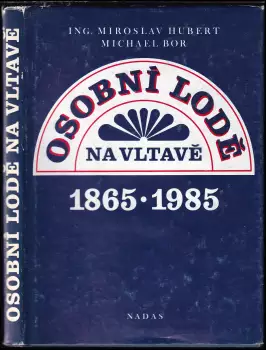 OSOBNÍ LODĚ NA VLTAVĚ
ING. MIROSLAV HUBERT
MICHAEL BOR
OSOBNÍ LODĚ
NA VLTAVĚ
1865 · 1985
NADAS